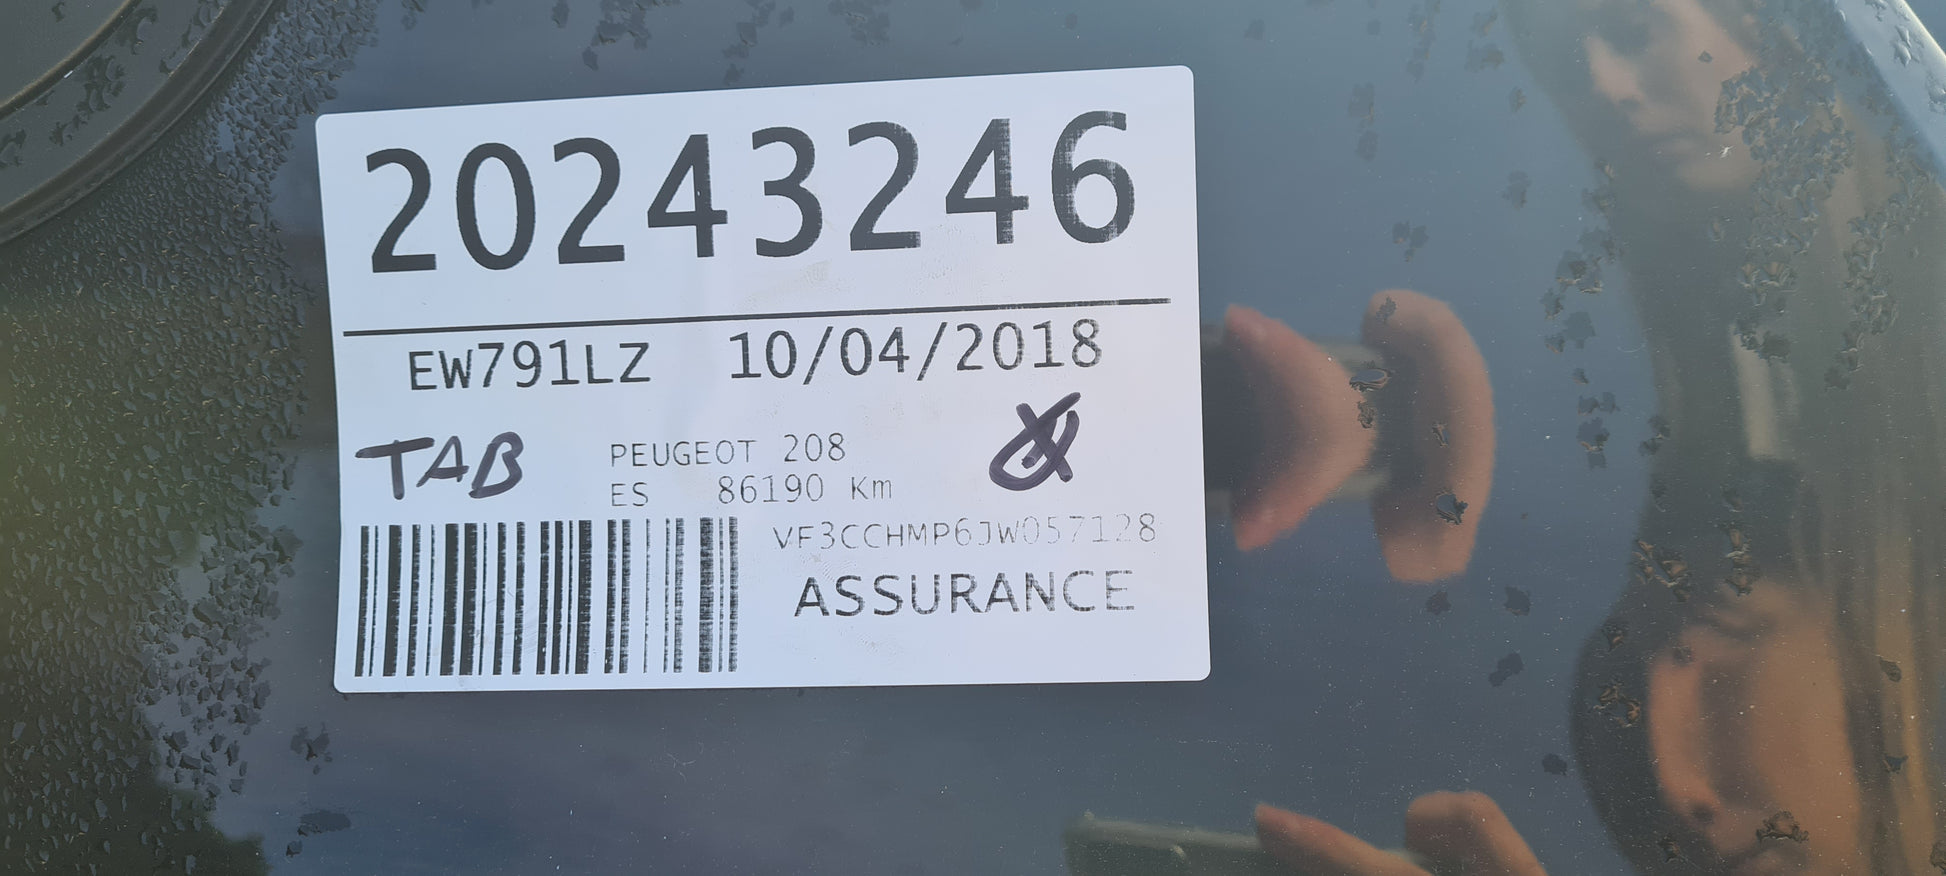 20243246
EW791LZ 10/04/2018
TAB
PEUGEOT 208
ES 86190 Km
VF3CCHMP6JW057128
ASSURANCE